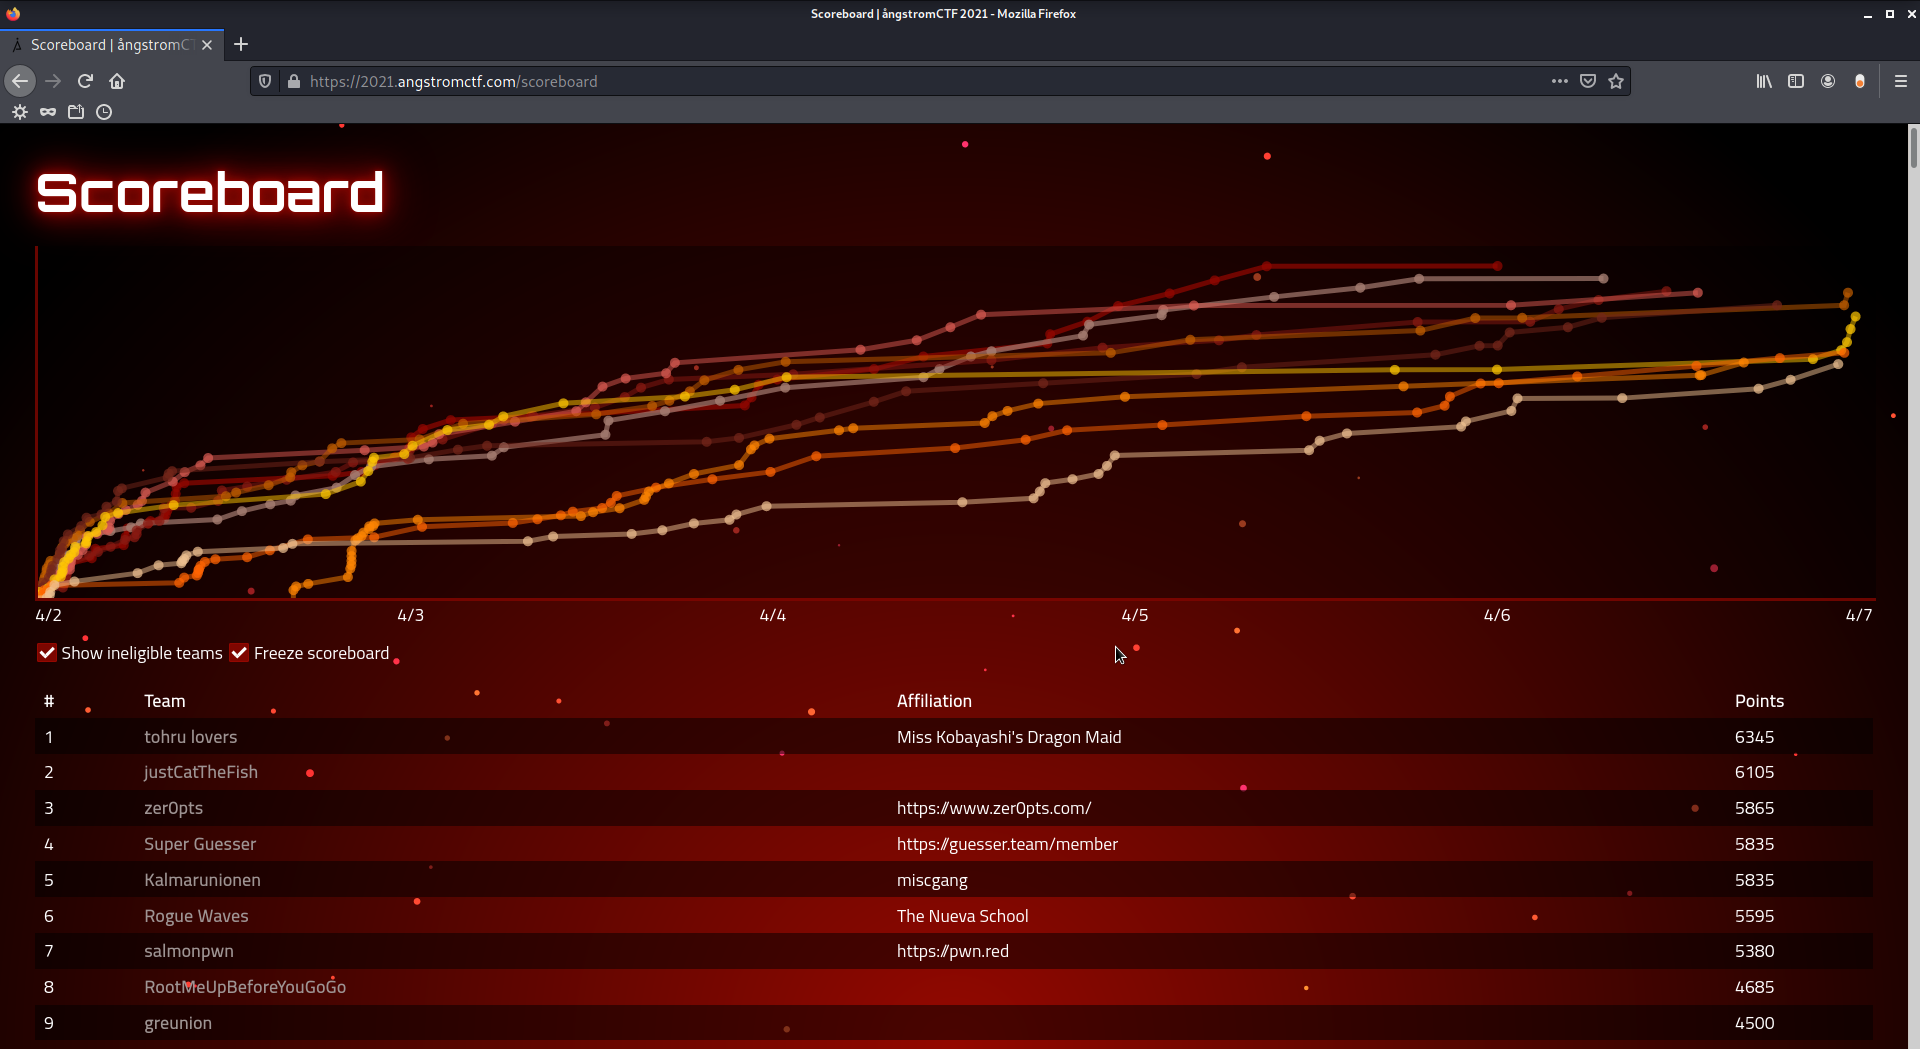 Scoreboard | ångstromCTF 2021 - Mozilla Firefox
Scoreboard | ångstromCT
https://2021.angstromctf.com/scoreboard
Scoreboard
4/2 4/3 4/4 4/5 4/6 4/7
Show ineligible teams Freeze scoreboard
# Team Affiliation Points
1 tohru lovers Miss Kobayashi's Dragon Maid 6345
2 justCatTheFish 6105
3 zer0pts https://www.zer0pts.com/ 5865
4 Super Guesser https://guesser.team/member 5835
5 Kalmarunionen miscgang 5835
6 Rogue Waves The Nueva School 5595
7 salmonpwn https://pwn.red 5380
8 RootMeUpBeforeYouGoGo 4685
9 greunion 4500